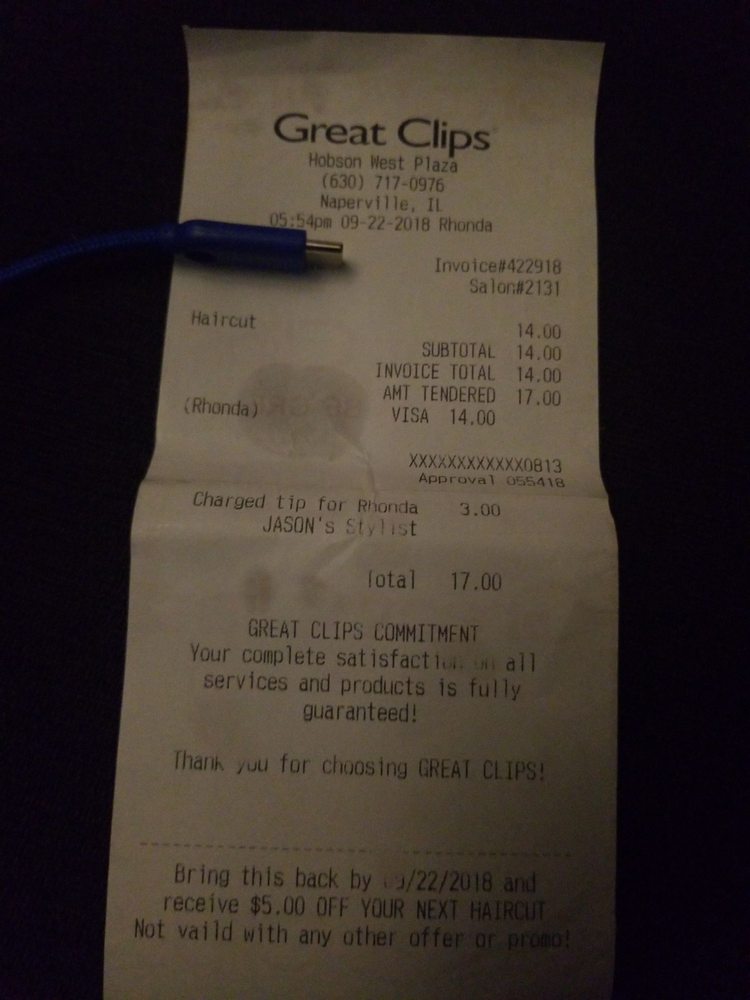 Great Clips
Hobson West Plaza
(630) 717-0976
Naperville, IL
05:54pm 09-22-2018 Rhonda
Invoice#422918
Salon#2131
Haircut 14.00
SUBTOTAL 14.00
INVOICE TOTAL 14.00
AMT TENDERED 17.00
(Rhonda) VISA 14.00
XXXXXXXXXXXX0813
Approval 055418
Charged tip for Rhonda 3.00
JASON's Stylist
Total 17.00
GREAT CLIPS COMMITMENT
Your complete satisfaction on all
services and products is fully
guaranteed!
Thank you for choosing GREAT CLIPS!
Bring this back by 09/22/2018 and
receive $5.00 OFF YOUR NEXT HAIRCUT
Not vaild with any other offer or promo!